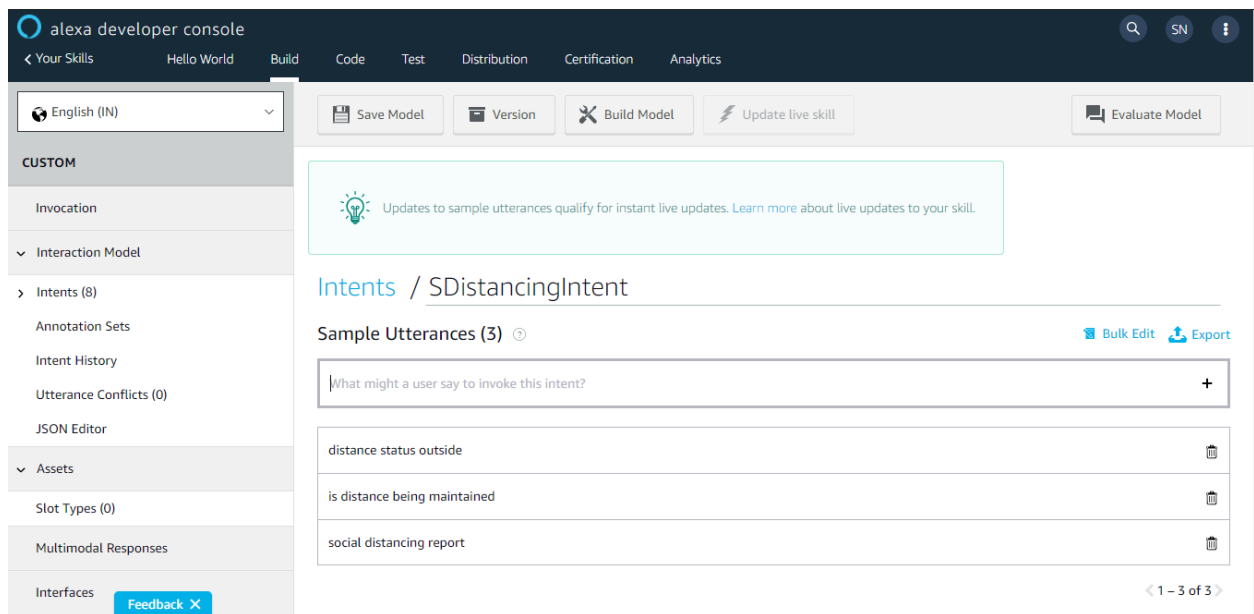 alexa developer console
SN
Your Skills
Hello World
Build
Code
Test
Distribution
Certification
Analytics
English (IN)
Save Model
Version
Build Model
Update live skill
Evaluate Model
CUSTOM
Invocation
Interaction Model
Intents (8)
Annotation Sets
Intent History
Utterance Conflicts (0)
JSON Editor
Assets
Slot Types (0)
Multimodal Responses
Interfaces
Feedback X
Updates to sample utterances qualify for instant live updates. Learn more about live updates to your skill.
Intents / SDistancingIntent
Sample Utterances (3) ?
Bulk Edit
Export
What might a user say to invoke this intent?
+
distance status outside
is distance being maintained
social distancing report
< 1 – 3 of 3 >